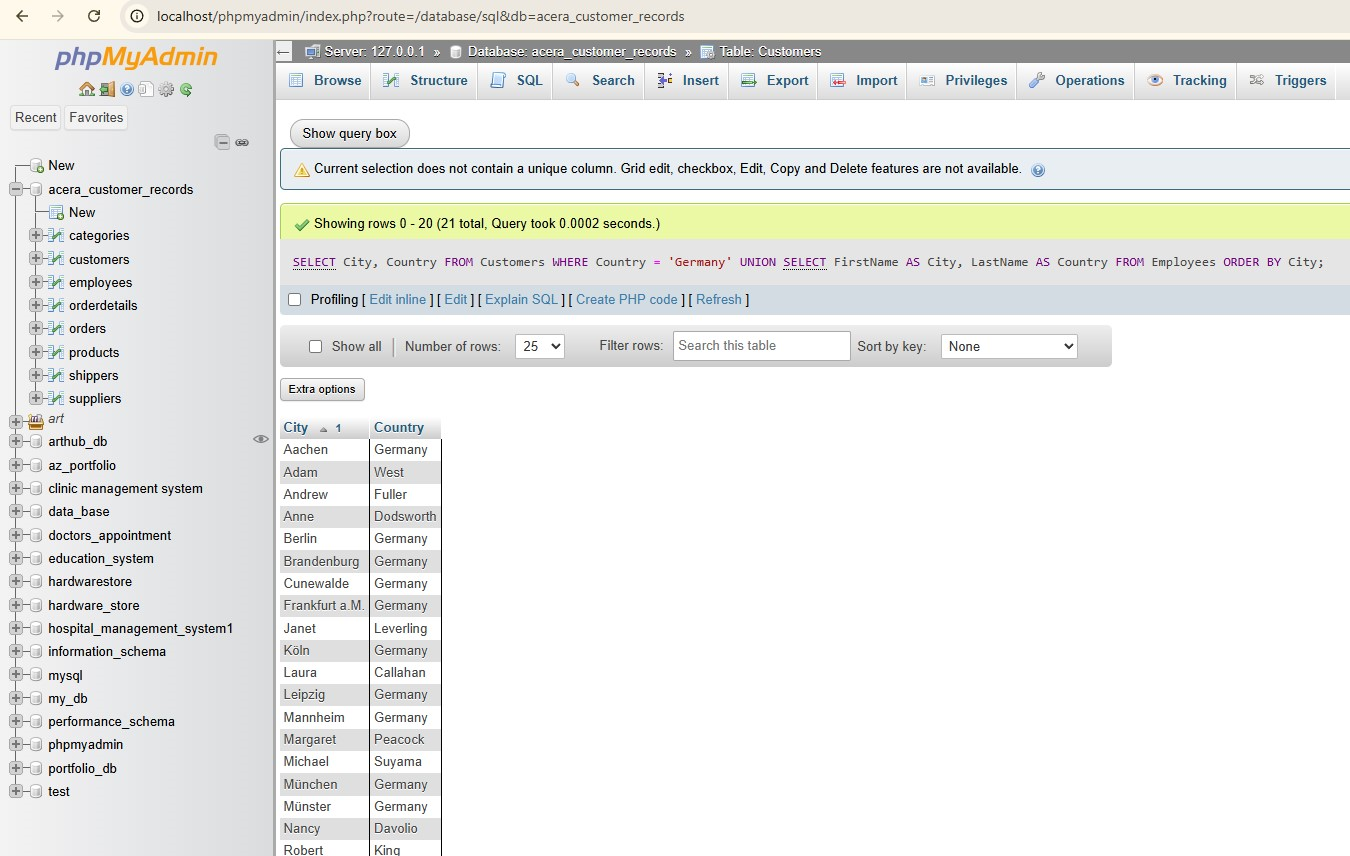 localhost/phpmyadmin/index.php?route=/database/sql&db=acera_customer_records
phpMyAdmin
Recent
Favorites
New
acera_customer_records
New
categories
customers
employees
orderdetails
orders
products
shippers
suppliers
art
arthub_db
az_portfolio
clinic management system
data_base
doctors_appointment
education_system
hardwarestore
hardware_store
hospital_management_system1
information_schema
mysql
my_db
performance_schema
phpmyadmin
portfolio_db
test
Server: 127.0.0.1 » Database: acera_customer_records » Table: Customers
Browse Structure SQL Search Insert Export Import Privileges Operations Tracking Triggers
Show query box
Current selection does not contain a unique column. Grid edit, checkbox, Edit, Copy and Delete features are not available.
Showing rows 0 - 20 (21 total, Query took 0.0002 seconds.)
SELECT City, Country FROM Customers WHERE Country = 'Germany' UNION SELECT FirstName AS City, LastName AS Country FROM Employees ORDER BY City;
Profiling [ Edit inline ] [ Edit ] [ Explain SQL ] [ Create PHP code ] [ Refresh ]
Show all | Number of rows: 25 Filter rows: Search this table Sort by key: None
Extra options
City 1 Country
Aachen Germany
Adam West
Andrew Fuller
Anne Dodsworth
Berlin Germany
Brandenburg Germany
Cunewalde Germany
Frankfurt a.M. Germany
Janet Leverling
Köln Germany
Laura Callahan
Leipzig Germany
Mannheim Germany
Margaret Peacock
Michael Suyama
München Germany
Münster Germany
Nancy Davolio
Robert King